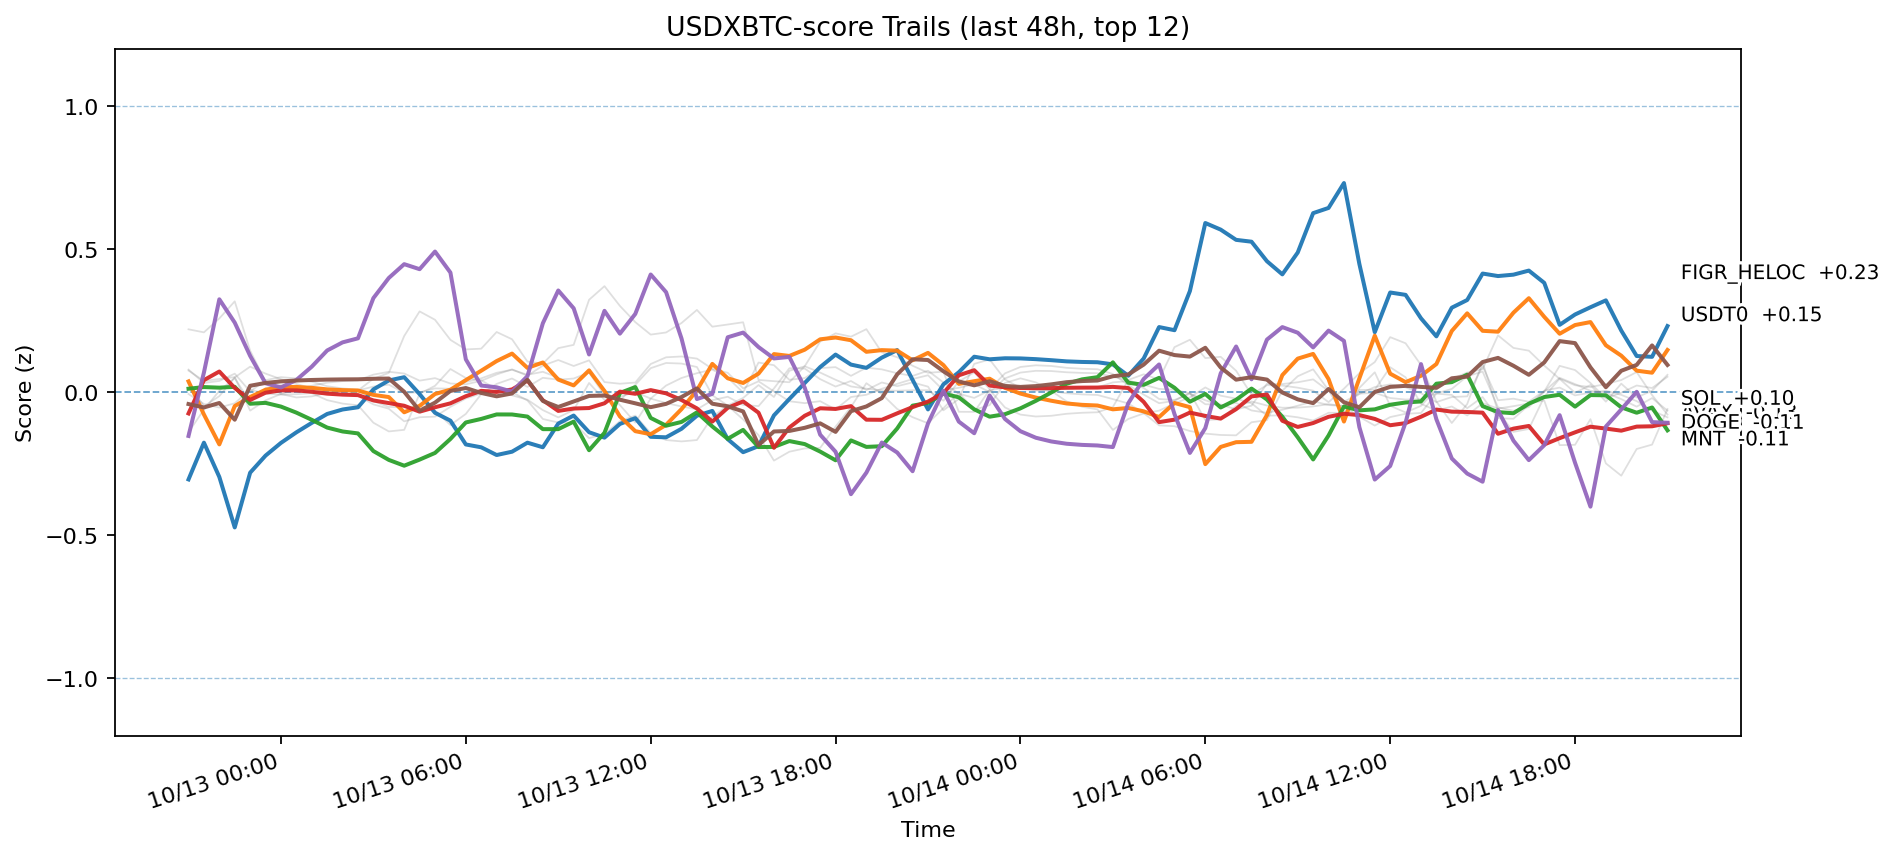 USDXBTC-score Trails (last 48h, top 12)
Score (z)
1.0
0.5
0.0
−0.5
−1.0
FIGR_HELOC +0.23
USDT0 +0.15
SOL +0.10
DOGE -0.11
MNT -0.11
10/13 00:00
10/13 06:00
10/13 12:00
10/13 18:00
10/14 00:00
10/14 06:00
10/14 12:00
10/14 18:00
Time